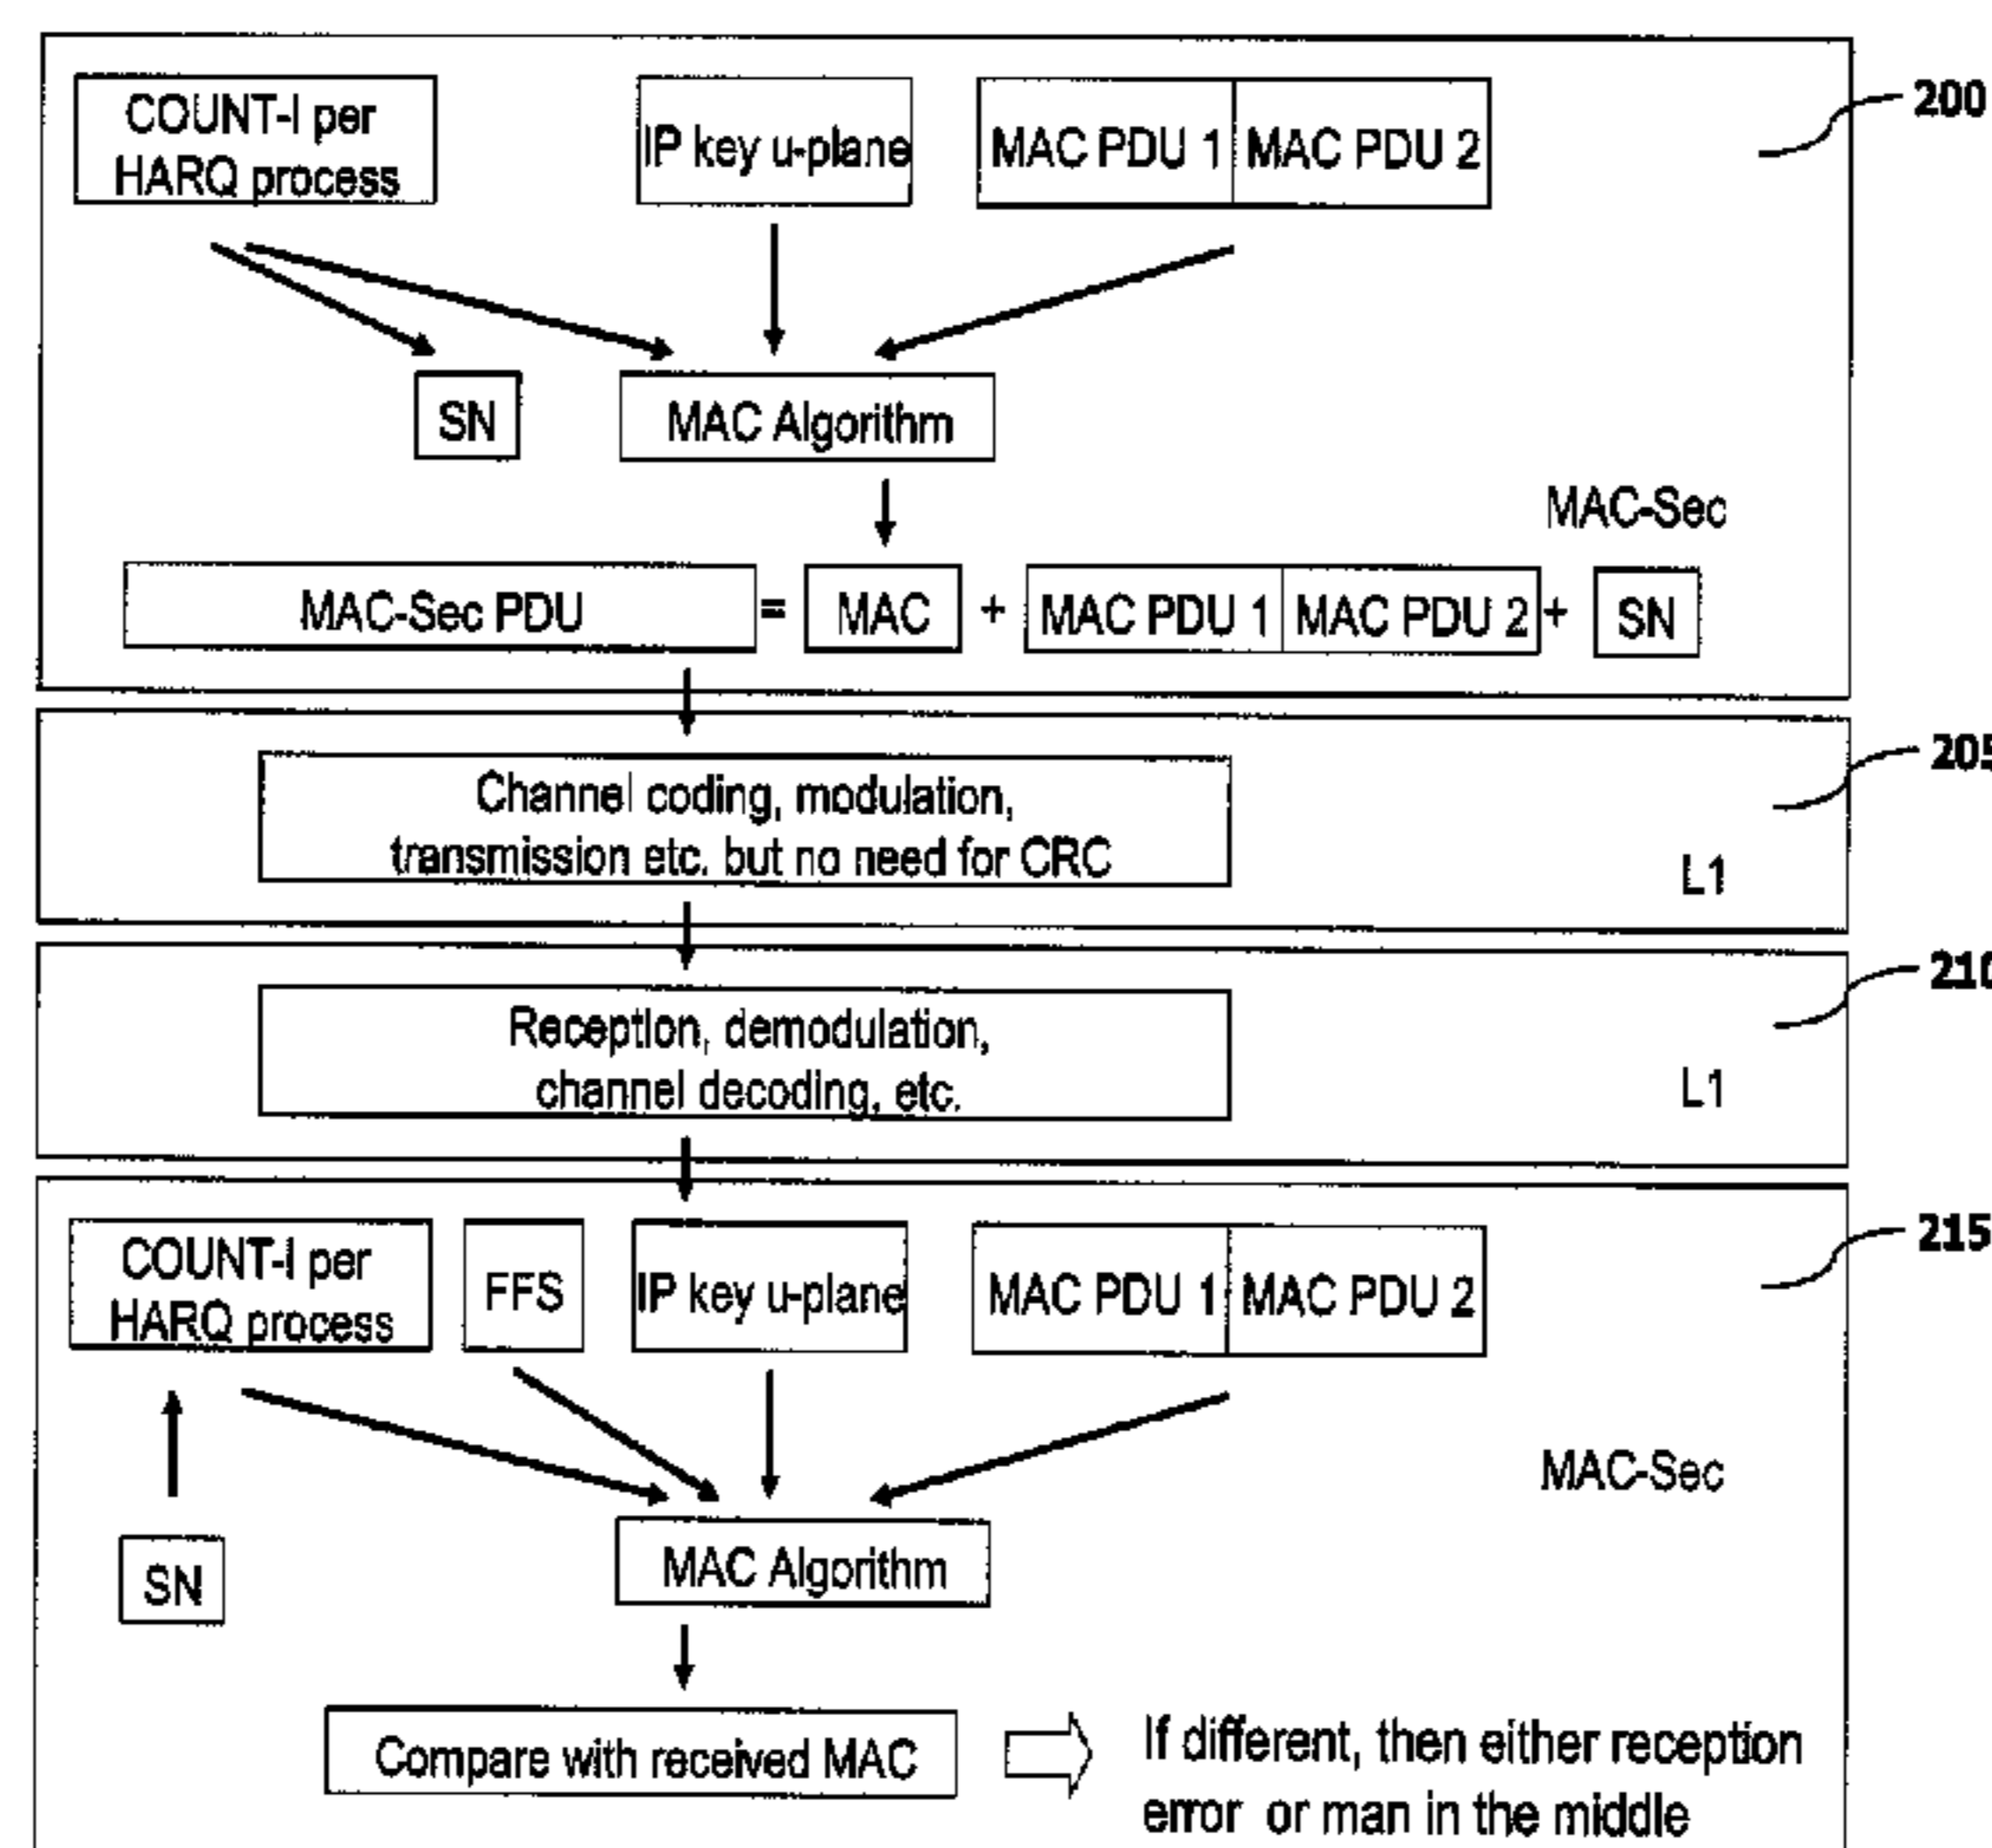 COUNT-I per
HARQ process
IP key u-plane
MAC PDU 1
MAC PDU 2
200
SN
MAC Algorithm
MAC-Sec
MAC-Sec PDU
=
MAC
+
MAC PDU 1
MAC PDU 2
+
SN
205
Channel coding, modulation,
transmission etc. but no need for CRC
L1
210
Reception, demodulation,
channel decoding, etc.
L1
215
COUNT-I per
HARQ process
FFS
IP key u-plane
MAC PDU 1
MAC PDU 2
MAC-Sec
SN
MAC Algorithm
Compare with received MAC
If different, then either reception
error or man in the middle